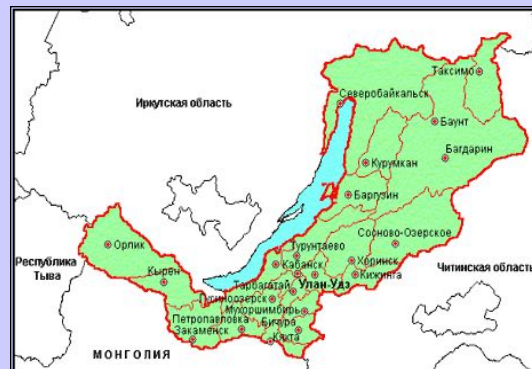 Таксимо
Северобайкальск
Иркутская область
Баунт
Багдарин
Курумкан
Баргузин
Сосново-Озерское
Орлик
Турунтаево
Республика
Тыва
Кырен
Кабанск
Хоринск
Читинская область
Кижинга
Улан-Удэ
Тарбагатай
Гусиноозерск
Мухоршимбирь
Петропавловка
Бичура
Закаменск
Кяхта
МОНГОЛИЯ